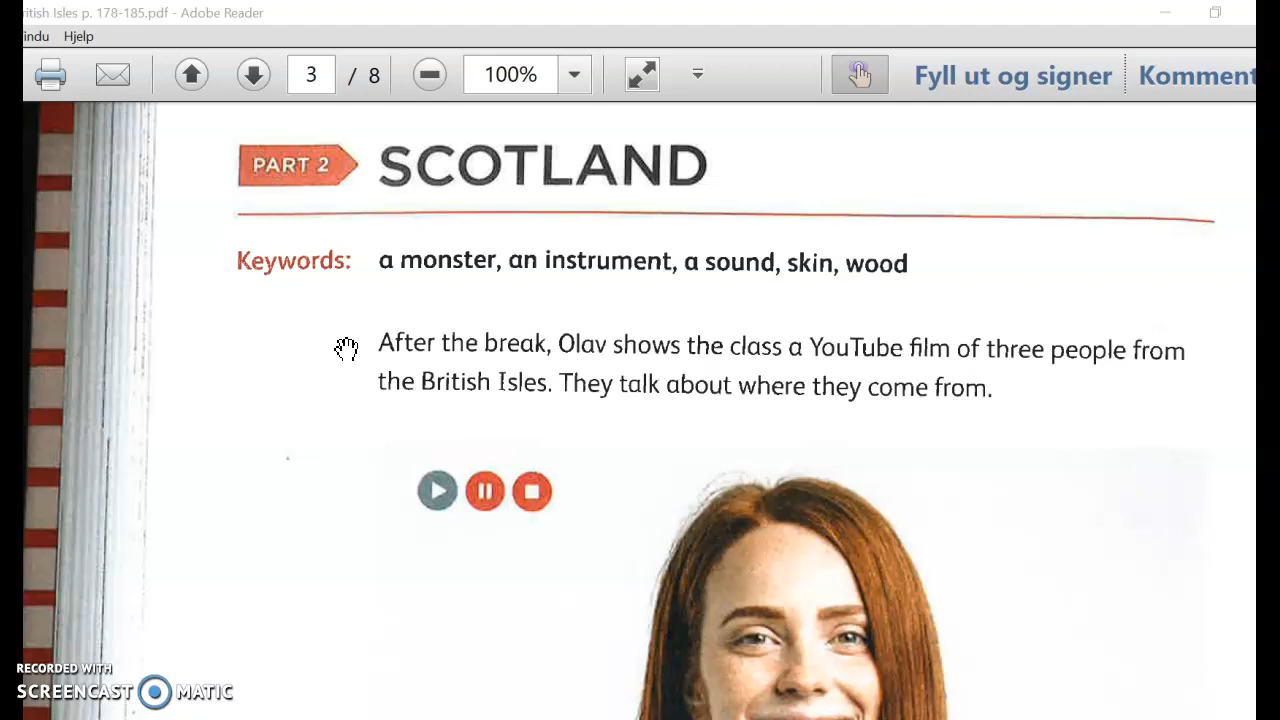 ritish Isles p. 178-185.pdf - Adobe Reader
indu Hjelp
3 / 8 100% Fyll ut og signer Komment
PART 2 SCOTLAND
Keywords: a monster, an instrument, a sound, skin, wood
After the break, Olav shows the class a YouTube film of three people from
the British Isles. They talk about where they come from.
RECORDED WITH
SCREENCAST MATIC